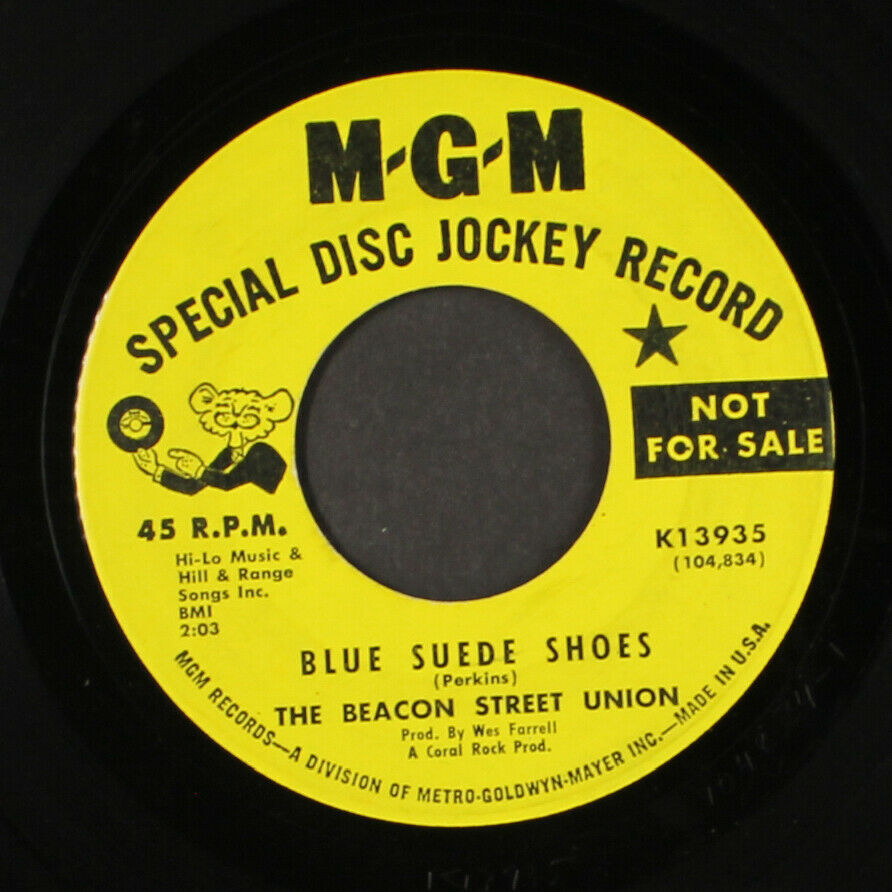 M-G-M
SPECIAL DISC JOCKEY RECORD
NOT
FOR SALE
45 R.P.M.
Hi-Lo Music &
Hill & Range
Songs Inc.
BMI
2:03
K13935
(104,834)
BLUE SUEDE SHOES
(Perkins)
THE BEACON STREET UNION
Prod. By Wes Farrell
A Coral Rock Prod.
MGM RECORDS—A DIVISION OF METRO-GOLDWYN-MAYER INC.—MADE IN U.S.A.